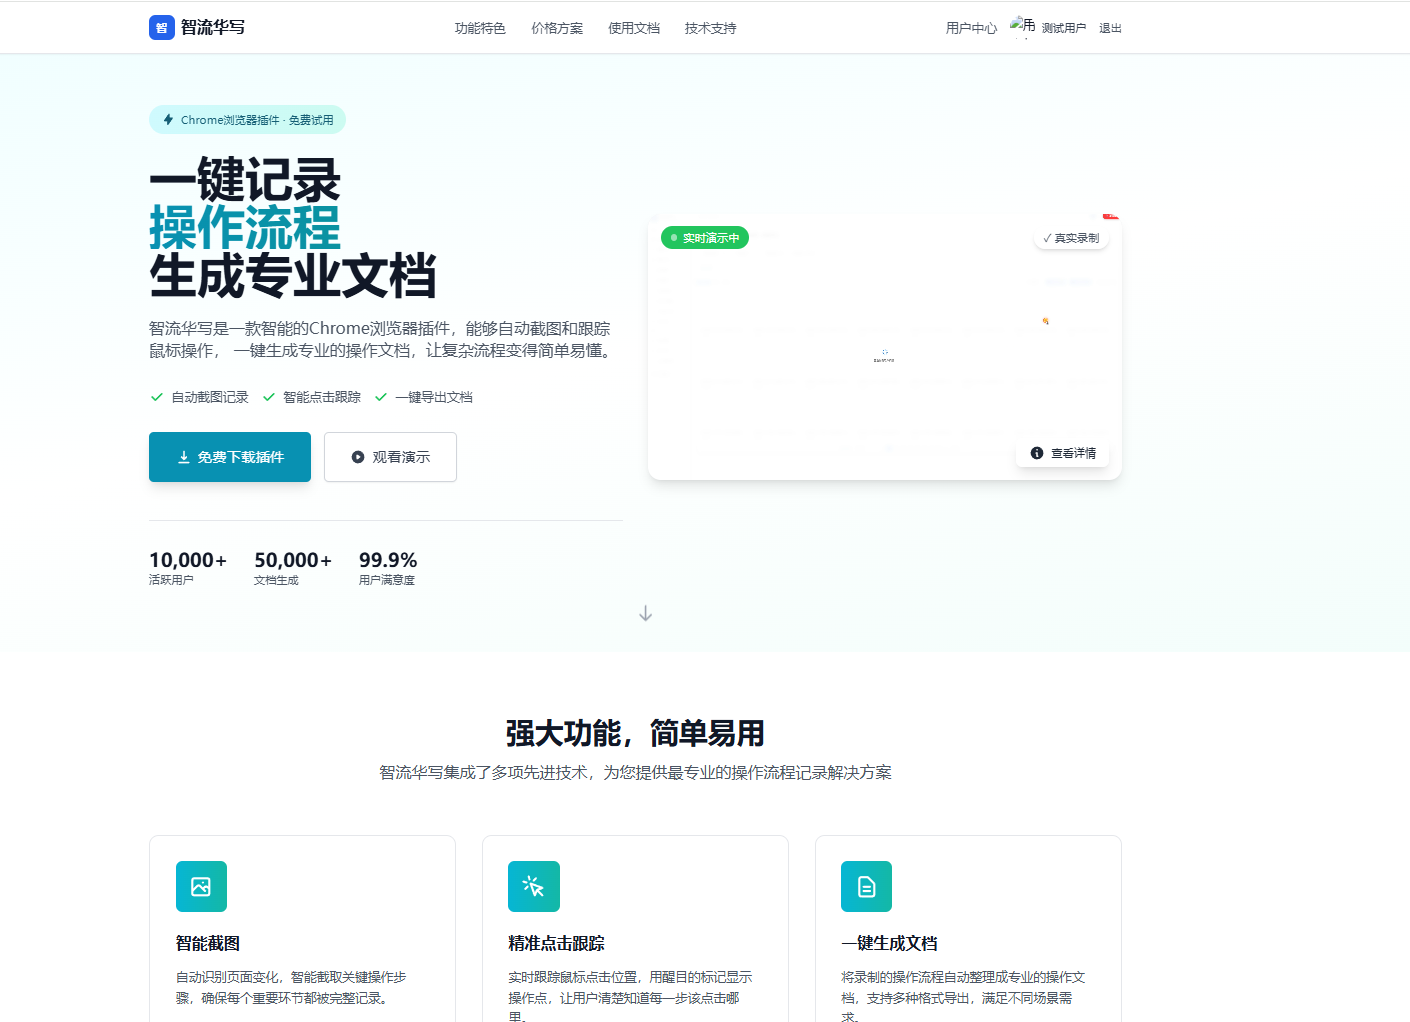 智 智流华写
功能特色 价格方案 使用文档 技术支持
用户中心 测试用户 退出
Chrome浏览器插件 · 免费试用
一键记录
操作流程
生成专业文档
智流华写是一款智能的Chrome浏览器插件，能够自动截图和跟踪
鼠标操作， 一键生成专业的操作文档，让复杂流程变得简单易懂。
自动截图记录 智能点击跟踪 一键导出文档
免费下载插件 观看演示
10,000+ 50,000+ 99.9%
活跃用户 文档生成 用户满意度
实时演示中
✓ 真实录制
查看详情
强大功能，简单易用
智流华写集成了多项先进技术，为您提供最专业的操作流程记录解决方案
智能截图
自动识别页面变化，智能截取关键操作步
骤，确保每个重要环节都被完整记录。
精准点击跟踪
实时跟踪鼠标点击位置，用醒目的标记显示
操作点，让用户清楚知道每一步该点击哪
里。
一键生成文档
将录制的操作流程自动整理成专业的操作文
档，支持多种格式导出，满足不同场景需
求。